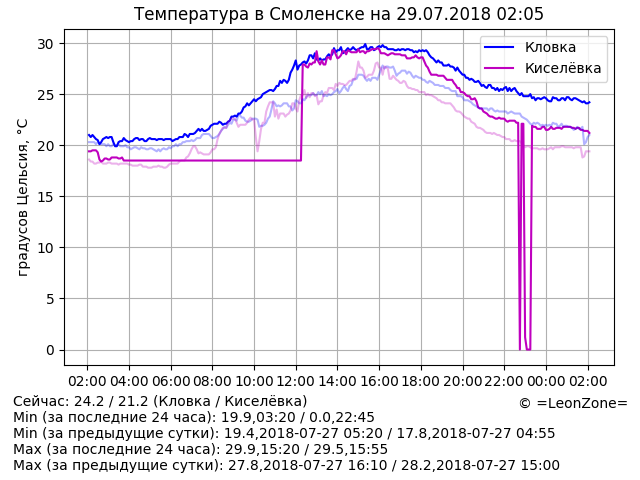 Температура в Смоленске на 29.07.2018 02:05
Кловка
Киселёвка
градусов Цельсия, °C
30
25
20
15
10
5
0
02:00 04:00 06:00 08:00 10:00 12:00 14:00 16:00 18:00 20:00 22:00 00:00 02:00
Сейчас: 24.2 / 21.2 (Кловка / Киселёвка)
© =LeonZone=
Min (за последние 24 часа): 19.9,03:20 / 0.0,22:45
Min (за предыдущие сутки): 19.4,2018-07-27 05:20 / 17.8,2018-07-27 04:55
Max (за последние 24 часа): 29.9,15:20 / 29.5,15:55
Max (за предыдущие сутки): 27.8,2018-07-27 16:10 / 28.2,2018-07-27 15:00